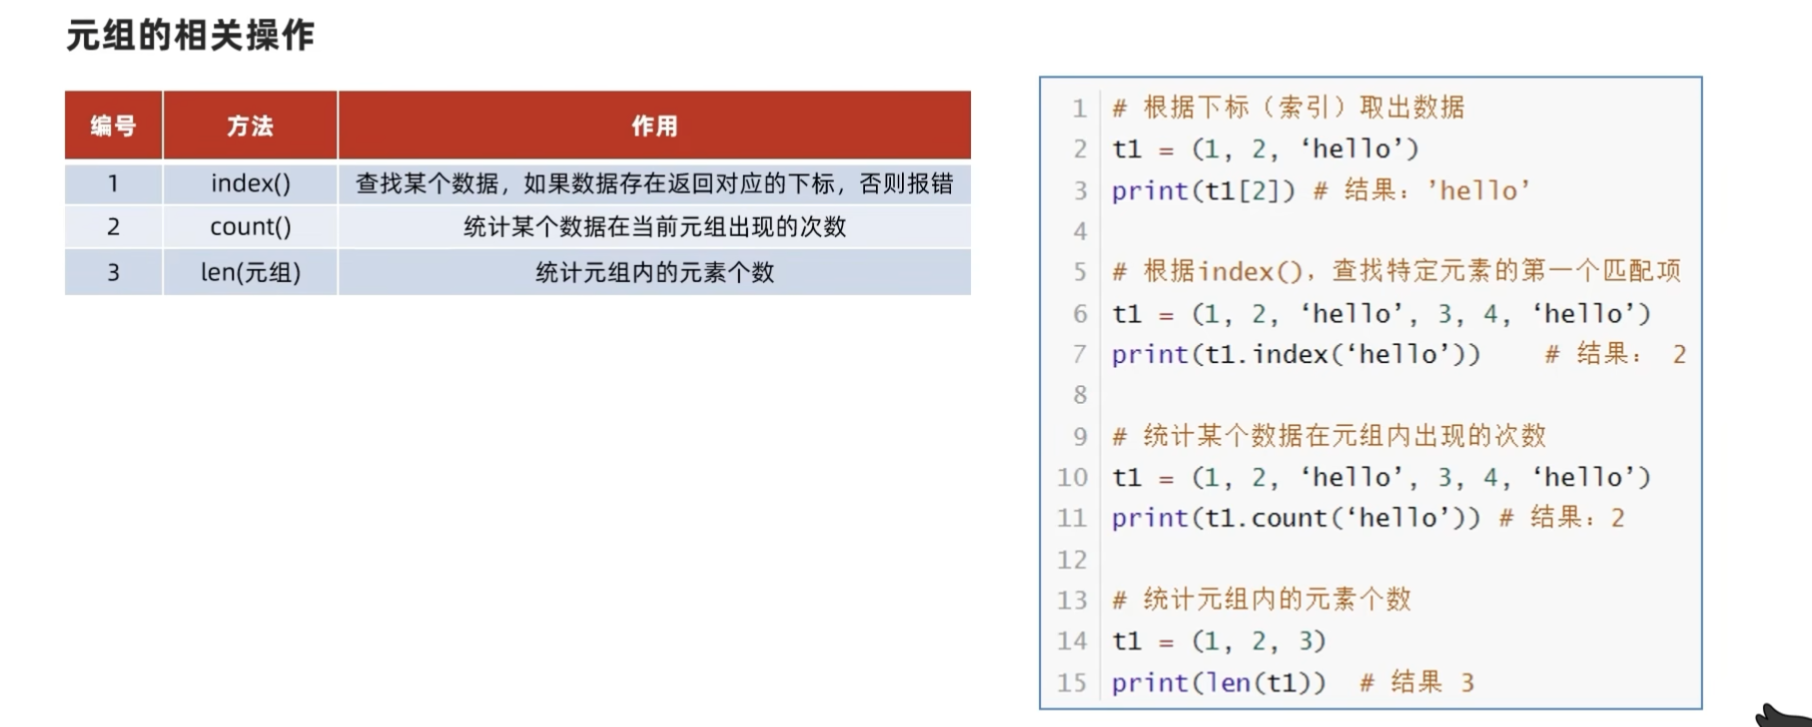 元组的相关操作
编号 方法 作用
1 index() 查找某个数据，如果数据存在返回对应的下标，否则报错
2 count() 统计某个数据在当前元组出现的次数
3 len(元组) 统计元组内的元素个数
1 # 根据下标（索引）取出数据
2 t1 = (1, 2, ‘hello’)
3 print(t1[2]) # 结果：’hello’
4
5 # 根据index()，查找特定元素的第一个匹配项
6 t1 = (1, 2, ‘hello’, 3, 4, ‘hello’)
7 print(t1.index(‘hello’)) # 结果： 2
8
9 # 统计某个数据在元组内出现的次数
10 t1 = (1, 2, ‘hello’, 3, 4, ‘hello’)
11 print(t1.count(‘hello’)) # 结果：2
12
13 # 统计元组内的元素个数
14 t1 = (1, 2, 3)
15 print(len(t1)) # 结果 3